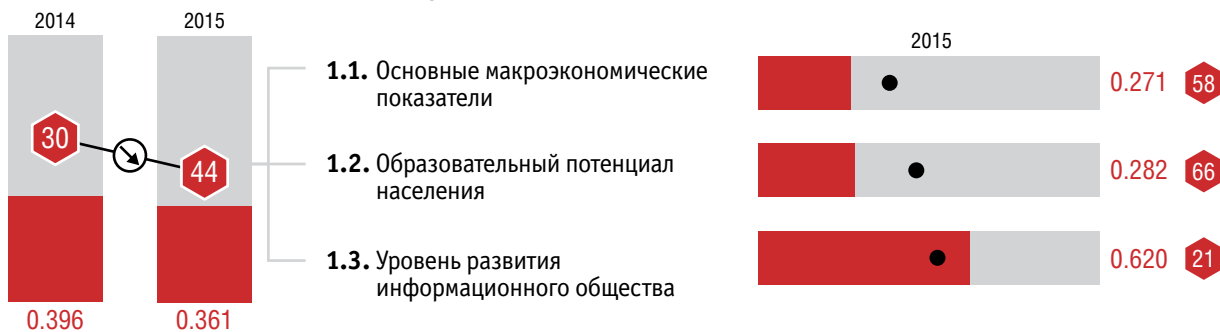 2014
2015
30
44
0.396
0.361
1.1. Основные макроэкономические
показатели
1.2. Образовательный потенциал
населения
1.3. Уровень развития
информационного общества
2015
0.271 58
0.282 66
0.620 21